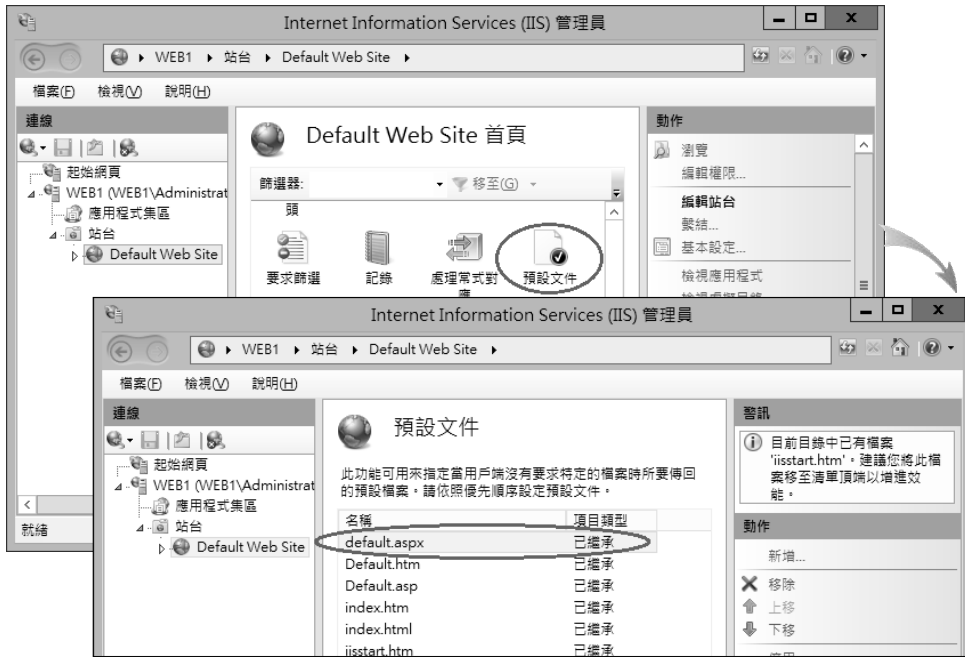 Internet Information Services (IIS) 管理員
WEB1 站台 Default Web Site
檔案(F) 檢視(V) 說明(H)
連線
起始網頁
WEB1 (WEB1\Administrat
應用程式集區
站台
Default Web Site
就緒
Default Web Site 首頁
篩選器: 移至(G)
頭
要求篩選
記錄
處理常式對
應
預設文件
動作
瀏覽
編輯權限...
編輯站台
繫結...
基本設定...
檢視應用程式
Internet Information Services (IIS) 管理員
WEB1 站台 Default Web Site
檔案(F) 檢視(V) 說明(H)
連線
起始網頁
WEB1 (WEB1\Administrat
應用程式集區
站台
Default Web Site
預設文件
此功能可用來指定當用戶端沒有要求特定的檔案時所要傳回
的預設檔案。請依照優先順序設定預設文件。
名稱 項目類型
default.aspx 已繼承
Default.htm 已繼承
Default.asp 已繼承
index.htm 已繼承
index.html 已繼承
iisstart.htm 已繼承
警訊
目前目錄中已有檔案
'iisstart.htm'。建議您將此檔
案移至清單頂端以增進效
能。
動作
新增...
移除
上移
下移